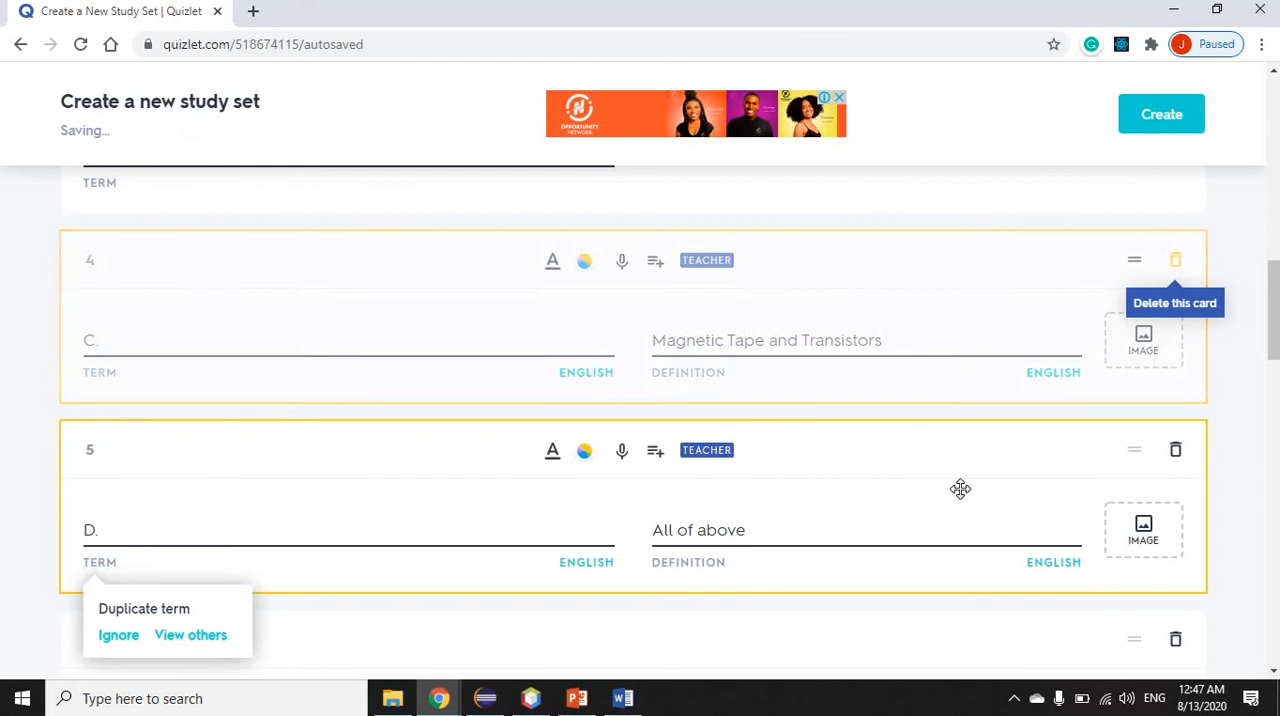 Create a New Study Set | Quizlet
quizlet.com/518674115/autosaved
J Paused
Create a new study set
Saving...
OPPORTUNITY
NETWORK
Create
TERM
4
TEACHER
Delete this card
C.
Magnetic Tape and Transistors
IMAGE
TERM
ENGLISH
DEFINITION
ENGLISH
5
TEACHER
D.
All of above
IMAGE
TERM
ENGLISH
DEFINITION
ENGLISH
Duplicate term
Ignore View others
Type here to search
ENG
12:47 AM
8/13/2020